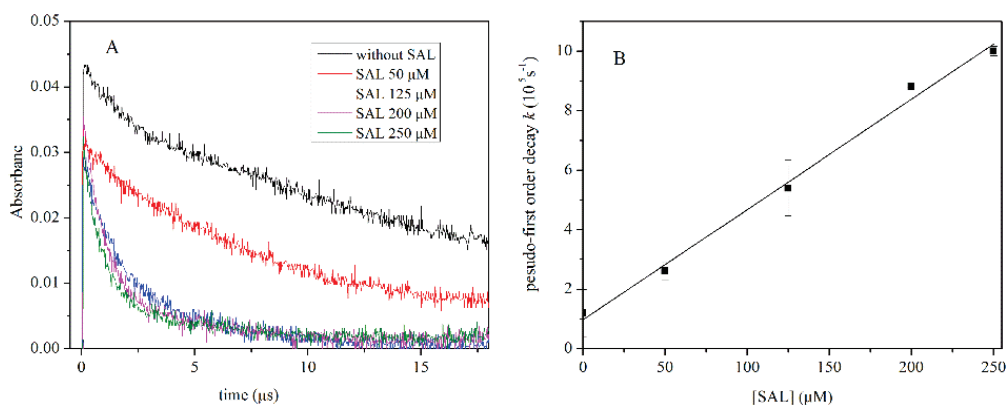 A
without SAL
SAL 50 μM
SAL 125 μM
SAL 200 μM
SAL 250 μM
0.05
0.04
0.03
0.02
0.01
0.00
Absorbanc
0 5 10 15
time (μs)
B
10
8
6
4
2
0
pesudo-first order decay k (10⁵ s⁻¹)
0 50 100 150 200 250
[SAL] (μM)